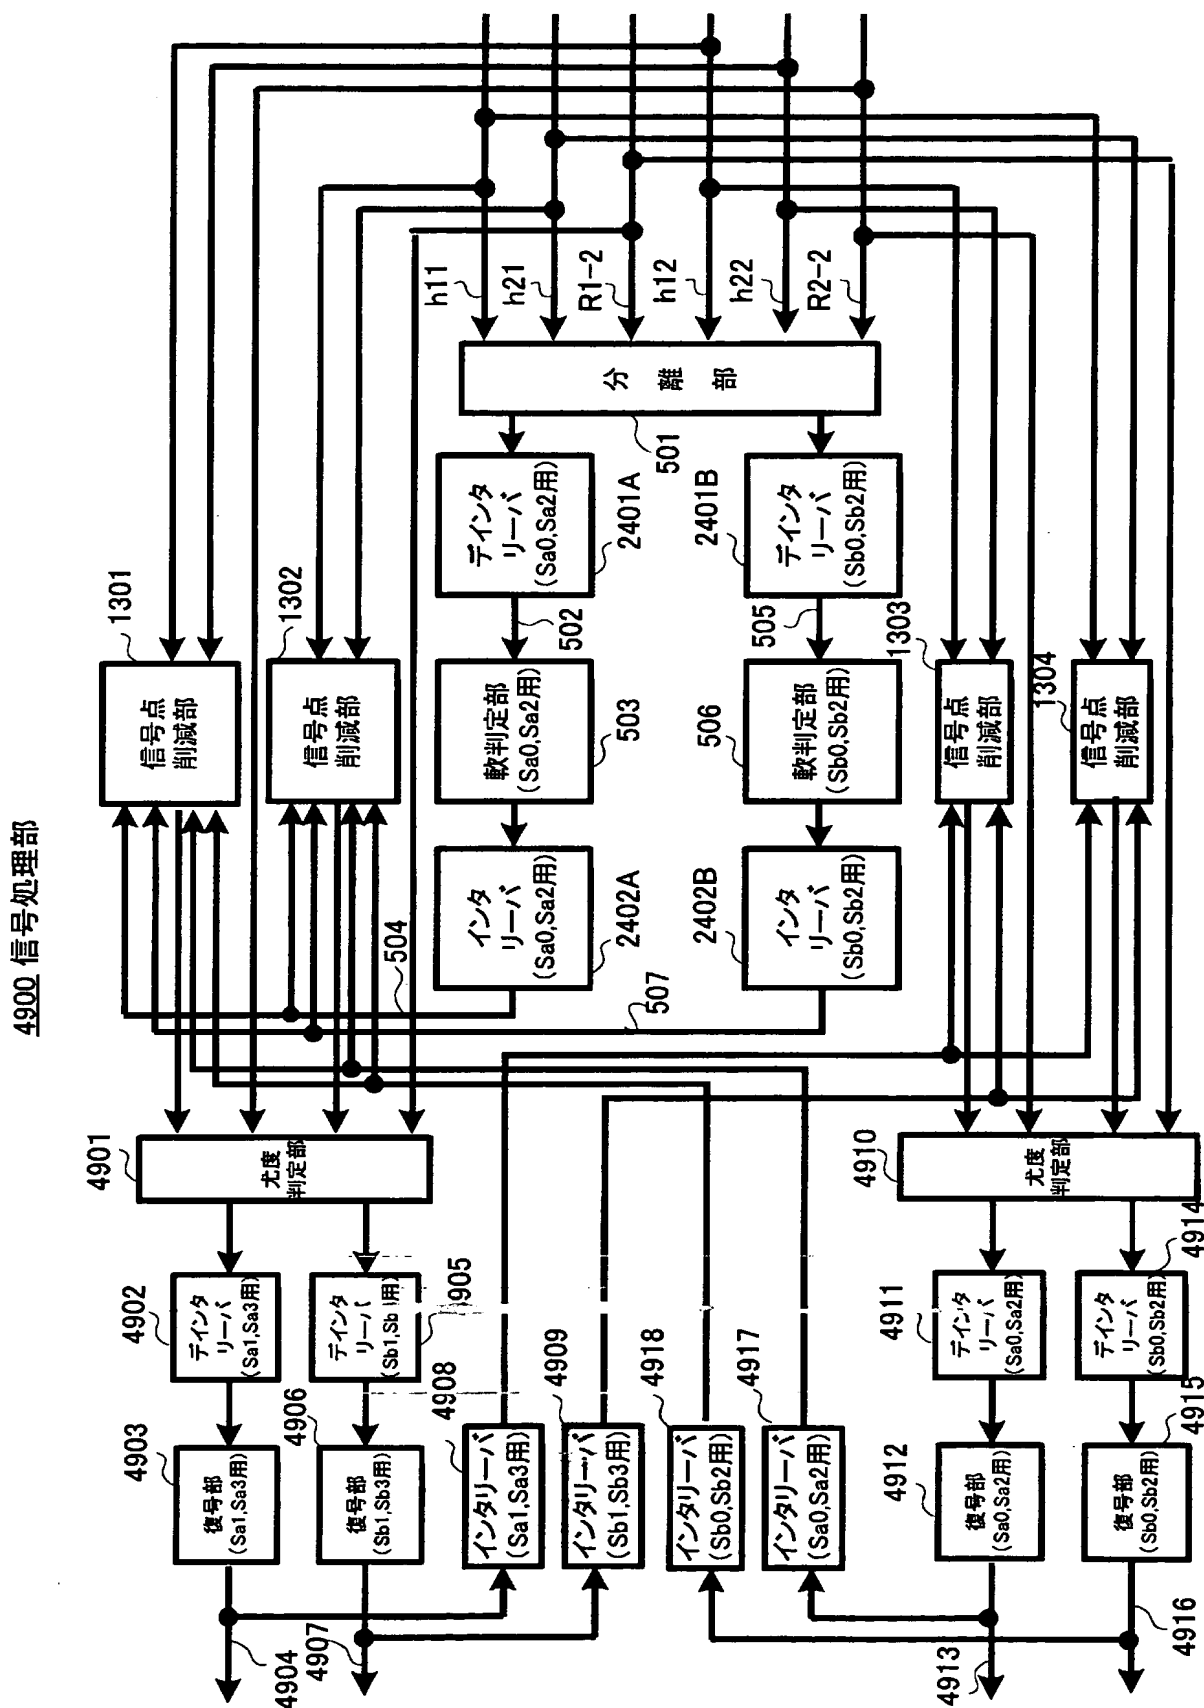 4900 信号処理部
h11
h21
R1-2
h12
h22
R2-2
分離部
501
デインタ
リーバ
(Sa0,Sa2用)
2401A
デインタ
リーバ
(Sb0,Sb2用)
2401B
502
505
軟判定部
(Sa0,Sa2用)
503
軟判定部
(Sb0,Sb2用)
506
インタ
リーバ
(Sa0,Sa2用)
2402A
インタ
リーバ
(Sb0,Sb2用)
2402B
504
507
信号点
削減部
1301
信号点
削減部
1302
信号点
削減部
1303
信号点
削減部
1304
尤度
判定部
4901
尤度
判定部
4910
デインタ
リーバ
(Sa1,Sa3用)
4902
デインタ
リーバ
(Sb1,Sb 用)
905
復号部
(Sa1,Sa3用)
4903
復号部
(Sb1,Sb3用)
4906
4904
4907
インタリーバ
(Sa1,Sa3用)
4908
インタリーバ
(Sb1,Sb3用)
4909
インタリーバ
(Sb0,Sb2用)
4918
インタリーバ
(Sa0,Sa2用)
4917
デインタ
リーバ
(Sa0,Sa2用)
4911
デインタ
リーバ
(Sb0,Sb2用)
4914
復号部
(Sa0,Sa2用)
4912
復号部
(Sb0,Sb2用)
4915
4913
4916